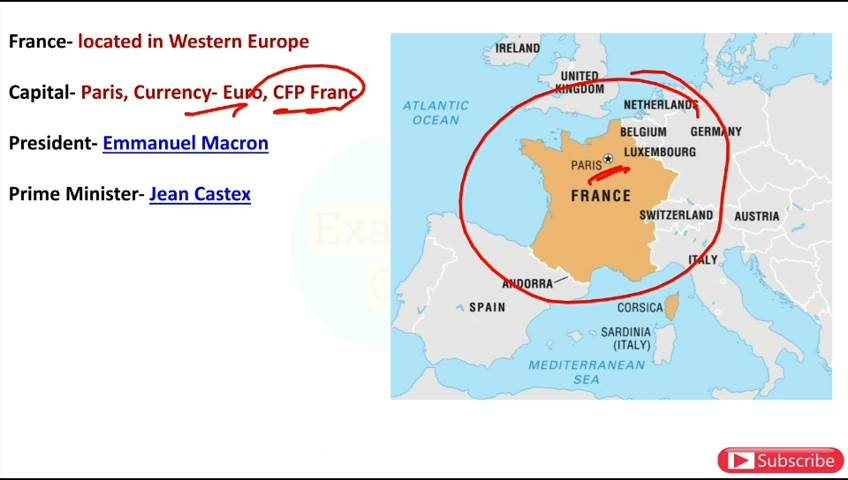 France- located in Western Europe
Capital- Paris, Currency- Euro, CFP Franc
President- Emmanuel Macron
Prime Minister- Jean Castex
IRELAND
UNITED
KINGDOM
ATLANTIC
OCEAN
NETHERLANDS
BELGIUM
GERMANY
LUXEMBOURG
PARIS
FRANCE
SWITZERLAND
AUSTRIA
ITALY
ANDORRA
SPAIN
CORSICA
SARDINIA
(ITALY)
MEDITERRANEAN
SEA
Subscribe